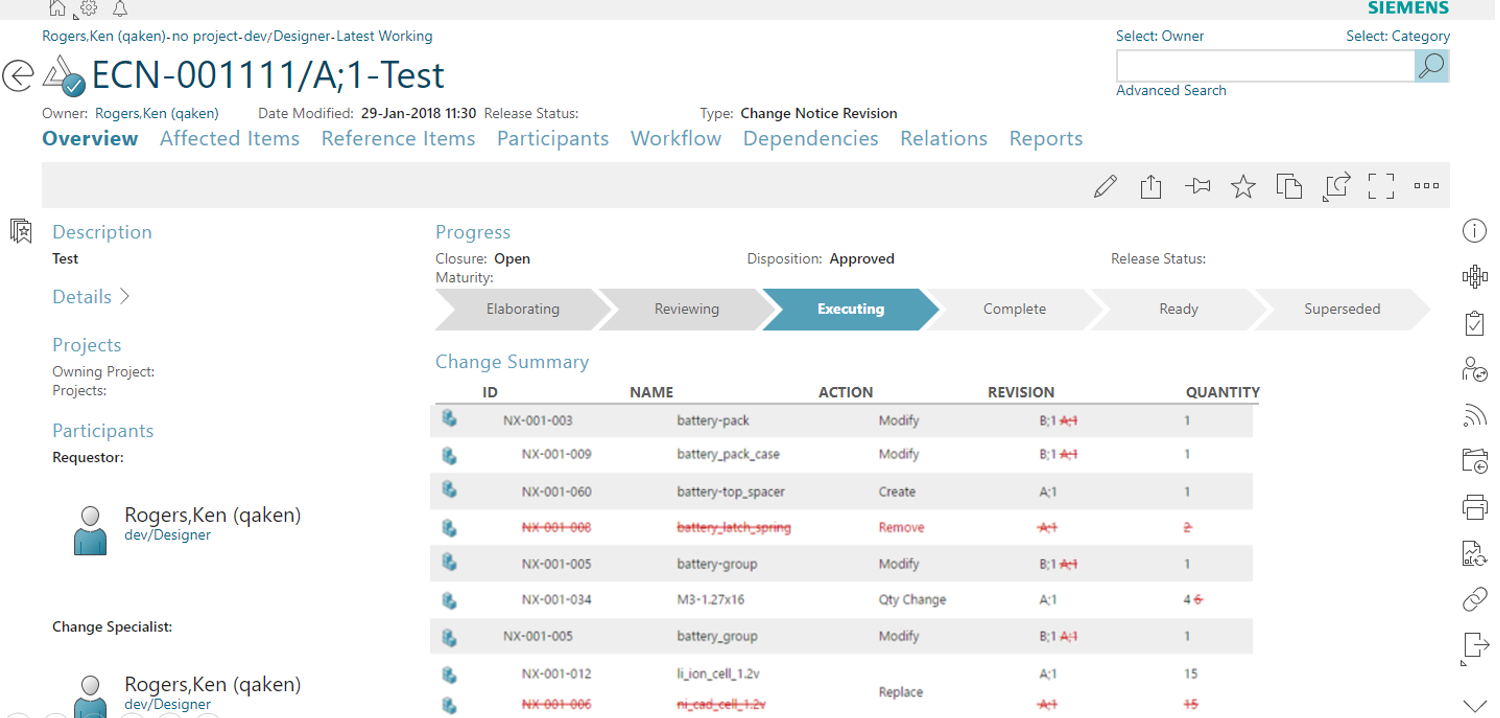 SIEMENS
Rogers,Ken (qaken)-no project-dev/Designer-Latest Working
Select: Owner Select: Category
ECN-001111/A;1-Test
Advanced Search
Owner: Rogers,Ken (qaken) Date Modified: 29-Jan-2018 11:30 Release Status: Type: Change Notice Revision
Overview Affected Items Reference Items Participants Workflow Dependencies Relations Reports
Description
Test
Details
Projects
Owning Project:
Projects:
Participants
Requestor:
Rogers,Ken (qaken)
dev/Designer
Change Specialist:
Rogers,Ken (qaken)
dev/Designer
Progress
Closure: Open Disposition: Approved Release Status:
Maturity:
Elaborating Reviewing Executing Complete Ready Superseded
Change Summary
ID NAME ACTION REVISION QUANTITY
NX-001-003 battery-pack Modify B;1 A;1 1
NX-001-009 battery_pack_case Modify B;1 A;1 1
NX-001-060 battery-top_spacer Create A;1 1
NX-001-008 battery_latch_spring Remove A;1 2
NX-001-005 battery-group Modify B;1 A;1 1
NX-001-034 M3-1.27x16 Qty Change A;1 4 6
NX-001-005 battery_group Modify B;1 A;1 1
NX-001-012 li_ion_cell_1.2v A;1 15
Replace
NX-001-006 ni_cad_cell_1.2v A;1 15